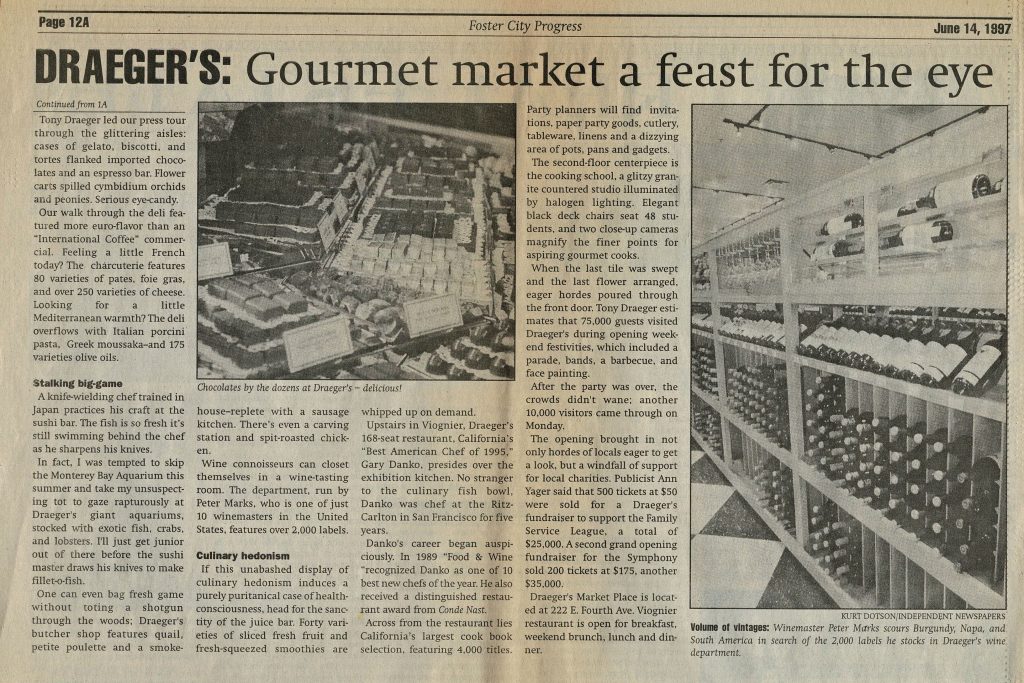 Page 12A
Foster City Progress
June 14, 1997
DRAEGER'S: Gourmet market a feast for the eye
Continued from 1A
Tony Draeger led our press tour
through the glittering aisles:
cases of gelato, biscotti, and
tortes flanked imported choco-
lates and an espresso bar. Flower
carts spilled cymbidium orchids
and peonies. Serious eye-candy.
Our walk through the deli fea-
tured more euro-flavor than an
"International Coffee" commer-
cial. Feeling a little French
today? The charcuterie features
80 varieties of pates, foie gras,
and over 250 varieties of cheese.
Looking for a little
Mediterranean warmth? The deli
overflows with Italian porcini
pasta, Greek moussaka–and 175
varieties olive oils.
Stalking big-game
A knife-wielding chef trained in
Japan practices his craft at the
sushi bar. The fish is so fresh it's
still swimming behind the chef
as he sharpens his knives.
In fact, I was tempted to skip
the Monterey Bay Aquarium this
summer and take my unsuspect-
ing tot to gaze rapturously at
Draeger's giant aquariums,
stocked with exotic fish, crabs,
and lobsters. I'll just get junior
out of there before the sushi
master draws his knives to make
fillet-o-fish.
One can even bag fresh game
without toting a shotgun
through the woods; Draeger's
butcher shop features quail,
petite poulette and a smoke-
Chocolates by the dozens at Draeger's – delicious!
house–replete with a sausage
kitchen. There's even a carving
station and spit-roasted chick-
en.
Wine connoisseurs can closet
themselves in a wine-tasting
room. The department, run by
Peter Marks, who is one of just
10 winemasters in the United
States, features over 2,000 labels.
Culinary hedonism
If this unabashed display of
culinary hedonism induces a
purely puritanical case of health-
consciousness, head for the sanc-
tity of the juice bar. Forty vari-
eties of sliced fresh fruit and
fresh-squeezed smoothies are
whipped up on demand.
Upstairs in Viognier, Draeger's
168-seat restaurant, California's
"Best American Chef of 1995,"
Gary Danko, presides over the
exhibition kitchen. No stranger
to the culinary fish bowl,
Danko was chef at the Ritz-
Carlton in San Francisco for five
years.
Danko's career began auspi-
ciously. In 1989 "Food & Wine
"recognized Danko as one of 10
best new chefs of the year. He also
received a distinguished restau-
rant award from Conde Nast.
Across from the restaurant lies
California's largest cook book
selection, featuring 4,000 titles.
Party planners will find invita-
tions, paper party goods, cutlery,
tableware, linens and a dizzying
area of pots, pans and gadgets.
The second-floor centerpiece is
the cooking school, a glitzy gran-
ite countered studio illuminated
by halogen lighting. Elegant
black deck chairs seat 48 stu-
dents, and two close-up cameras
magnify the finer points for
aspiring gourmet cooks.
When the last tile was swept
and the last flower arranged,
eager hordes poured through
the front door. Tony Draeger esti-
mates that 75,000 guests visited
Draeger's during opening week-
end festivities, which included a
parade, bands, a barbecue, and
face painting.
After the party was over, the
crowds didn't wane; another
10,000 visitors came through on
Monday.
The opening brought in not
only hordes of locals eager to get
a look, but a windfall of support
for local charities. Publicist Ann
Yager said that 500 tickets at $50
were sold for a Draeger's
fundraiser to support the Family
Service League, a total of
$25,000. A second grand opening
fundraiser for the Symphony
sold 200 tickets at $175, another
$35,000.
Draeger's Market Place is locat-
ed at 222 E. Fourth Ave. Viognier
restaurant is open for breakfast,
weekend brunch, lunch and din-
ner.
KURT DOTSON/INDEPENDENT NEWSPAPERS
Volume of vintages: Winemaster Peter Marks scours Burgundy, Napa, and
South America in search of the 2,000 labels he stocks in Draeger's wine
department.